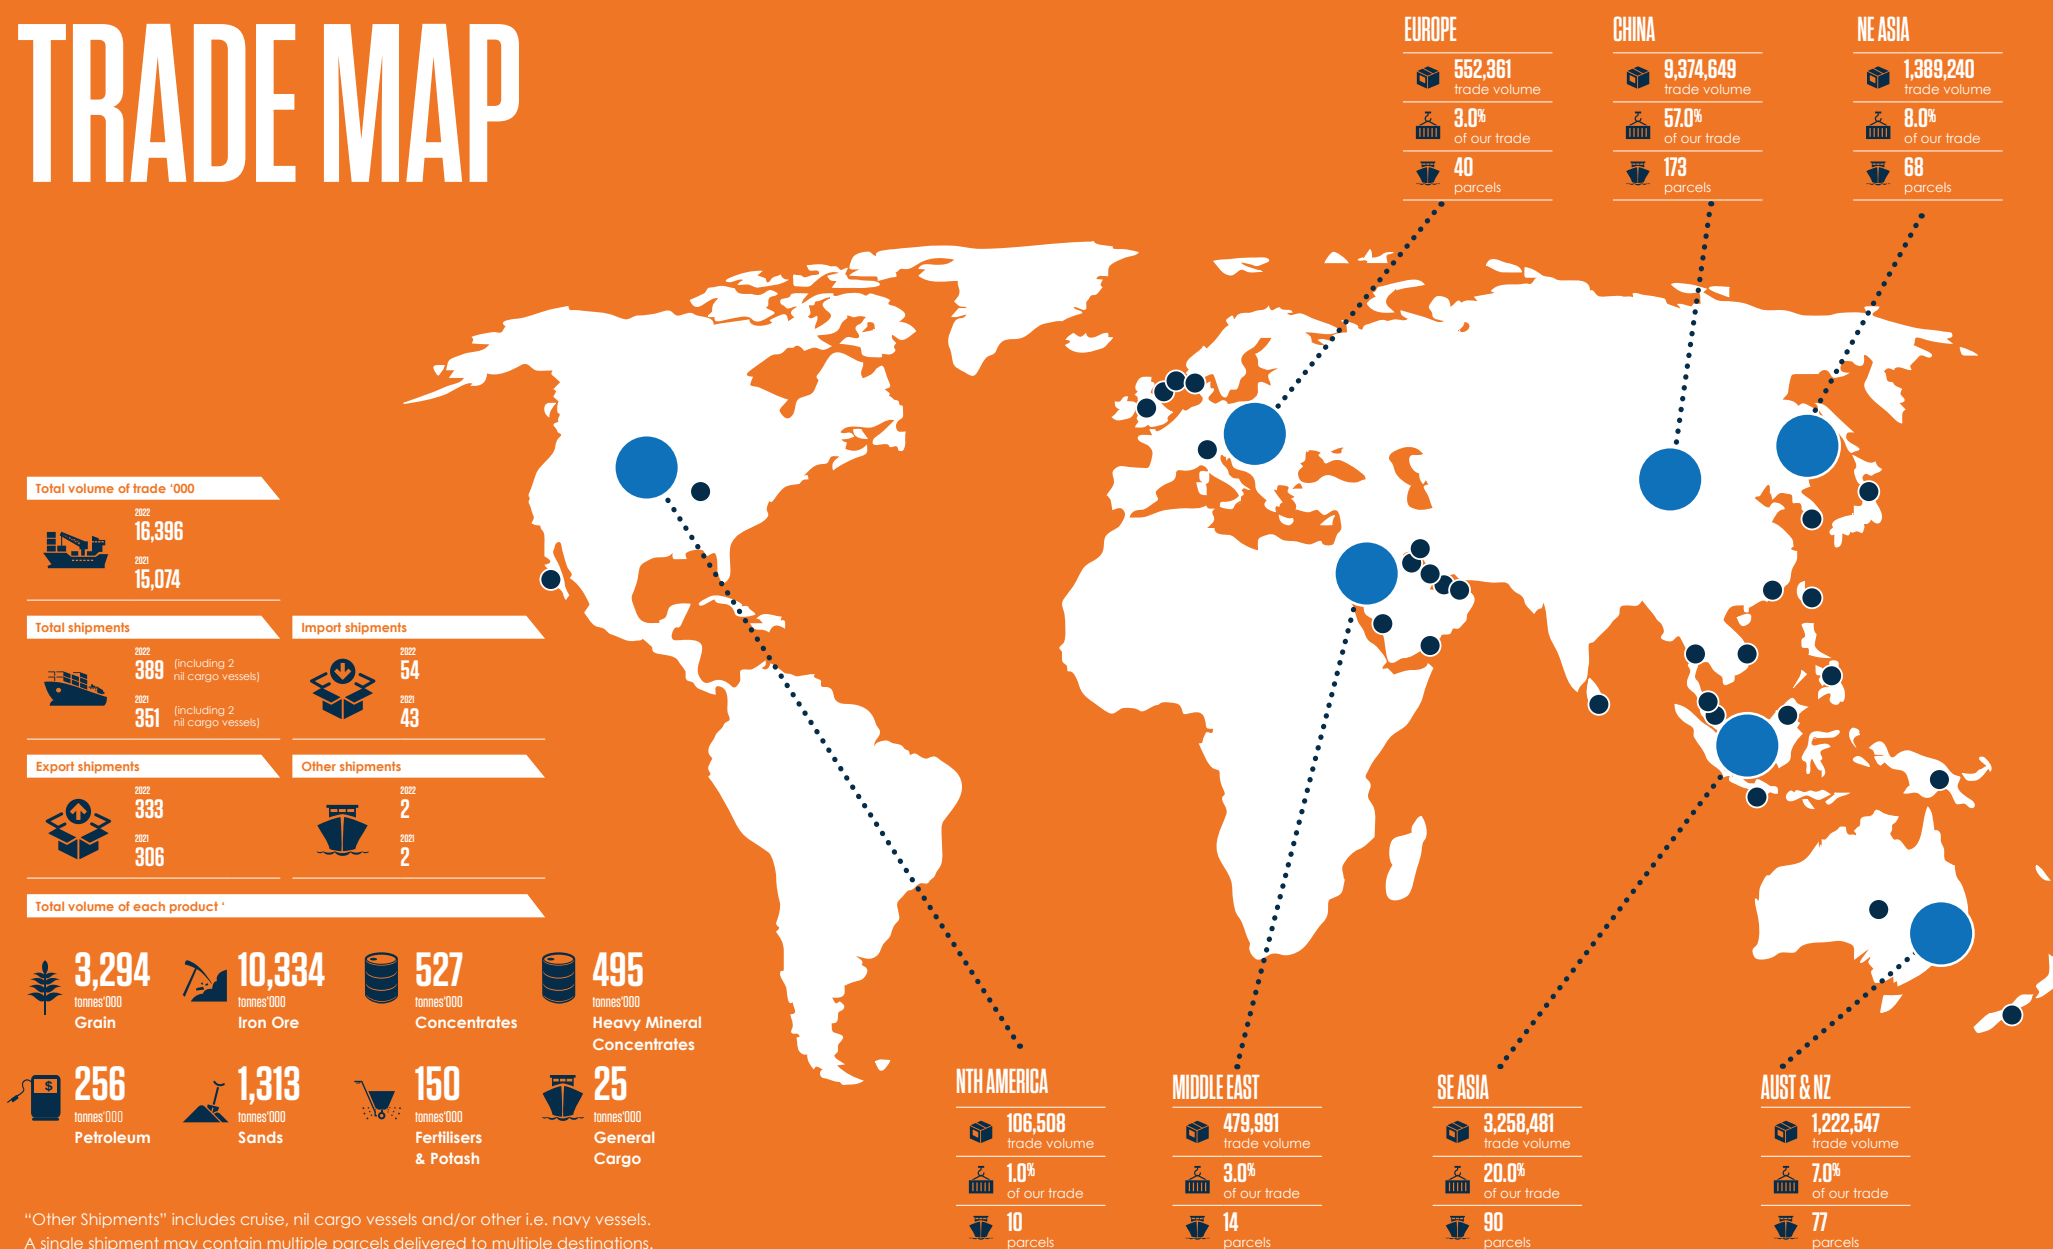 TRADE MAP
EUROPE
552,361
trade volume
3.0%
of our trade
40
parcels
CHINA
9,374,649
trade volume
57.0%
of our trade
173
parcels
NE ASIA
1,389,240
trade volume
8.0%
of our trade
68
parcels
Total volume of trade ‘000
2022
16,396
2021
15,074
Total shipments
2022
389 (including 2
nil cargo vessels)
2021
351 (including 2
nil cargo vessels)
Import shipments
2022
54
2021
43
Export shipments
2022
333
2021
306
Other shipments
2022
2
2021
2
Total volume of each product ‘
3,294
tonnes'000
Grain
10,334
tonnes'000
Iron Ore
527
tonnes'000
Concentrates
495
tonnes'000
Heavy Mineral
Concentrates
$
256
tonnes'000
Petroleum
1,313
tonnes'000
Sands
150
tonnes'000
Fertilisers
& Potash
25
tonnes'000
General
Cargo
“Other Shipments” includes cruise, nil cargo vessels and/or other i.e. navy vessels.
A single shipment may contain multiple parcels delivered to multiple destinations.
NTH AMERICA
106,508
trade volume
1.0%
of our trade
10
parcels
MIDDLE EAST
479,991
trade volume
3.0%
of our trade
14
parcels
SE ASIA
3,258,481
trade volume
20.0%
of our trade
90
parcels
AUST & NZ
1,222,547
trade volume
7.0%
of our trade
77
parcels